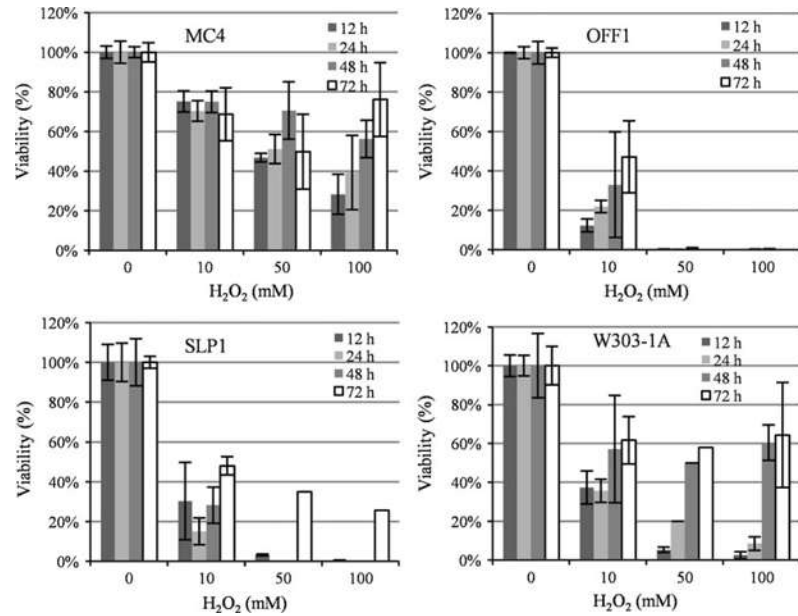 MC4
12 h
24 h
48 h
72 h
Viability (%)
120%
100%
80%
60%
40%
20%
0%
0 10 50 100
H₂O₂ (mM)
OFF1
12 h
24 h
48 h
72 h
Viability (%)
120%
100%
80%
60%
40%
20%
0%
0 10 50 100
H₂O₂ (mM)
SLP1
12 h
24 h
48 h
72 h
Viability (%)
120%
100%
80%
60%
40%
20%
0%
0 10 50 100
H₂O₂ (mM)
W303-1A
12 h
24 h
48 h
72 h
Viability (%)
120%
100%
80%
60%
40%
20%
0%
0 10 50 100
H₂O₂ (mM)